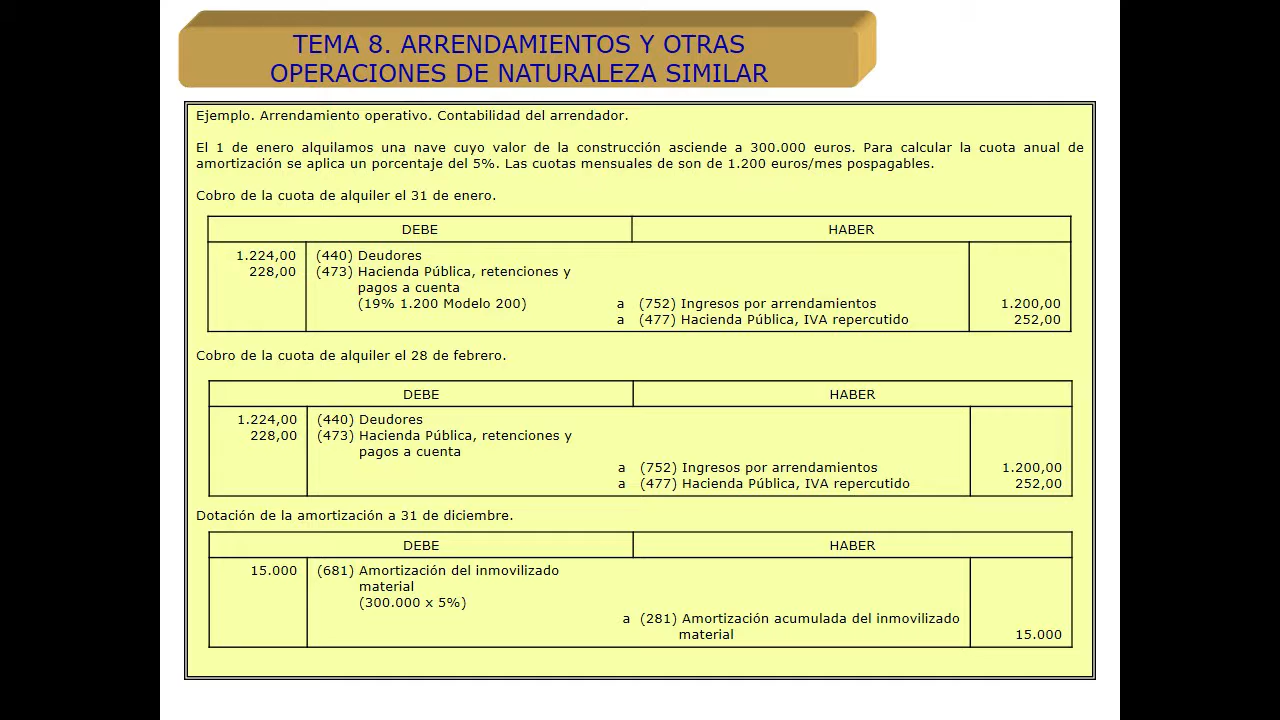 TEMA 8. ARRENDAMIENTOS Y OTRAS
OPERACIONES DE NATURALEZA SIMILAR
Ejemplo. Arrendamiento operativo. Contabilidad del arrendador.
El 1 de enero alquilamos una nave cuyo valor de la construcción asciende a 300.000 euros. Para calcular la cuota anual de
amortización se aplica un porcentaje del 5%. Las cuotas mensuales de son de 1.200 euros/mes pospagables.
Cobro de la cuota de alquiler el 31 de enero.
DEBE HABER
1.224,00 (440) Deudores
228,00 (473) Hacienda Pública, retenciones y
pagos a cuenta
(19% 1.200 Modelo 200) a (752) Ingresos por arrendamientos 1.200,00
a (477) Hacienda Pública, IVA repercutido 252,00
Cobro de la cuota de alquiler el 28 de febrero.
DEBE HABER
1.224,00 (440) Deudores
228,00 (473) Hacienda Pública, retenciones y
pagos a cuenta
a (752) Ingresos por arrendamientos 1.200,00
a (477) Hacienda Pública, IVA repercutido 252,00
Dotación de la amortización a 31 de diciembre.
DEBE HABER
15.000 (681) Amortización del inmovilizado
material
(300.000 x 5%)
a (281) Amortización acumulada del inmovilizado
material 15.000